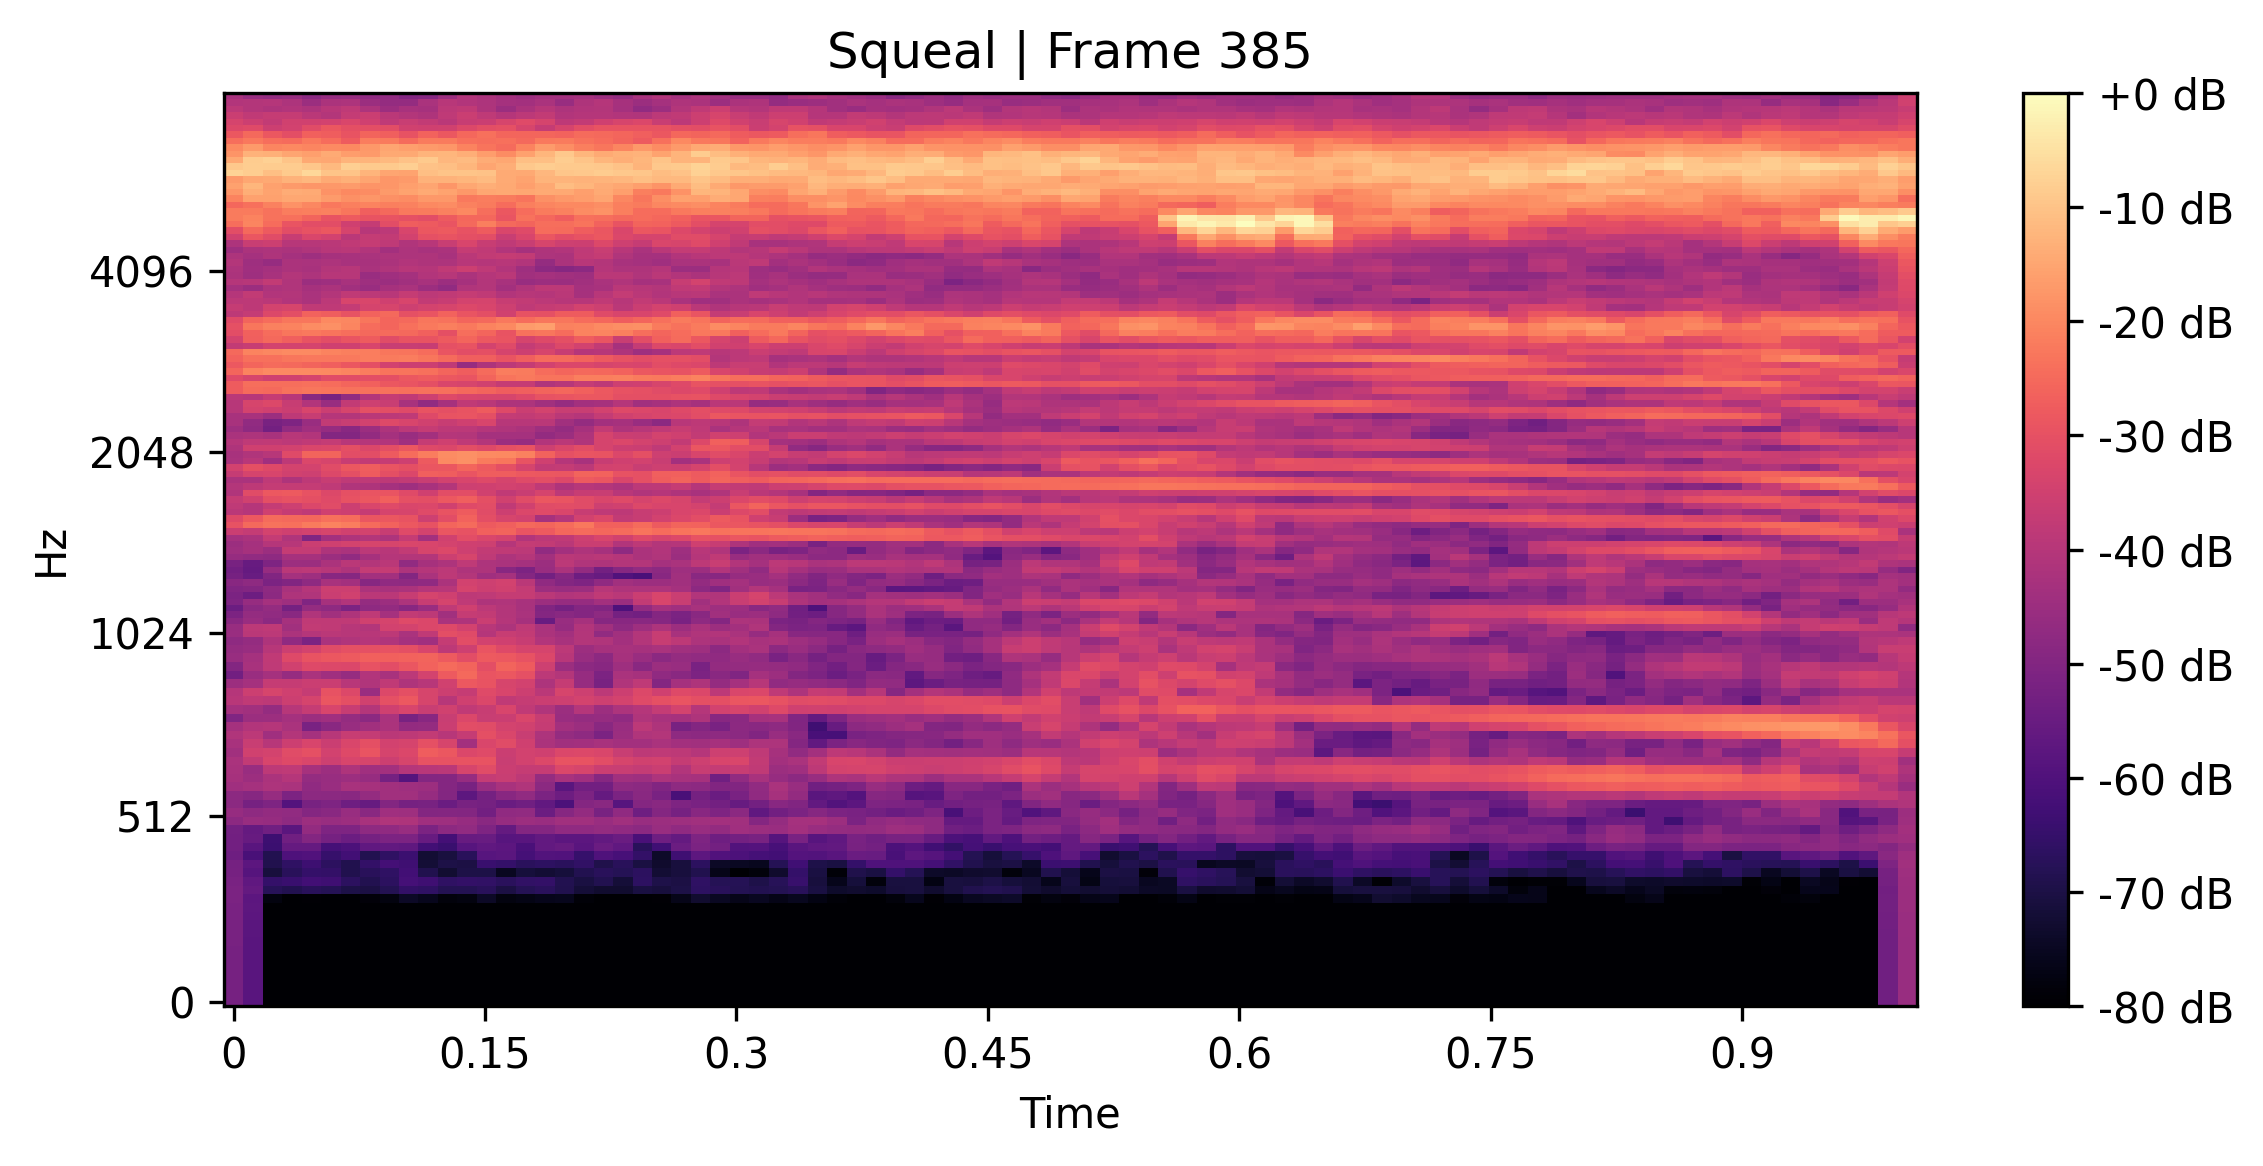 Squeal | Frame 385
+0 dB
-10 dB
-20 dB
-30 dB
-40 dB
-50 dB
-60 dB
-70 dB
-80 dB
Hz
4096
2048
1024
512
0
0 0.15 0.3 0.45 0.6 0.75 0.9
Time